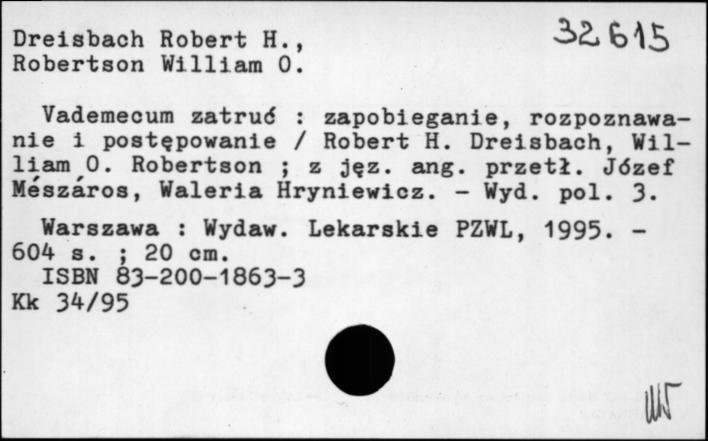 32615
Dreisbach Robert H.,
Robertson William O.
Vademecum zatruć : zapobieganie, rozpoznawa-
nie i postępowanie / Robert H. Dreisbach, Wil-
liam O. Robertson ; z jęz. ang. przetł. Józef
Mészáros, Waleria Hryniewicz. - Wyd. pol. 3.
Warszawa : Wydaw. Lekarskie PZWL, 1995. -
604 s. ; 20 cm.
ISBN 83-200-1863-3
Kk 34/95